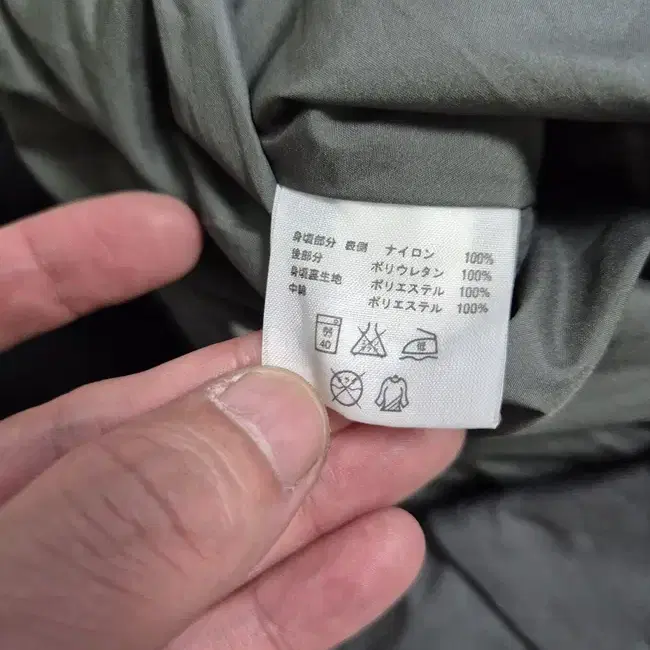 身頃部分 表側 ナイロン 100%
後部分 ポリウレタン 100%
身頃裏生地 ポリエステル 100%
中綿 ポリエステル 100%
弱
40
低